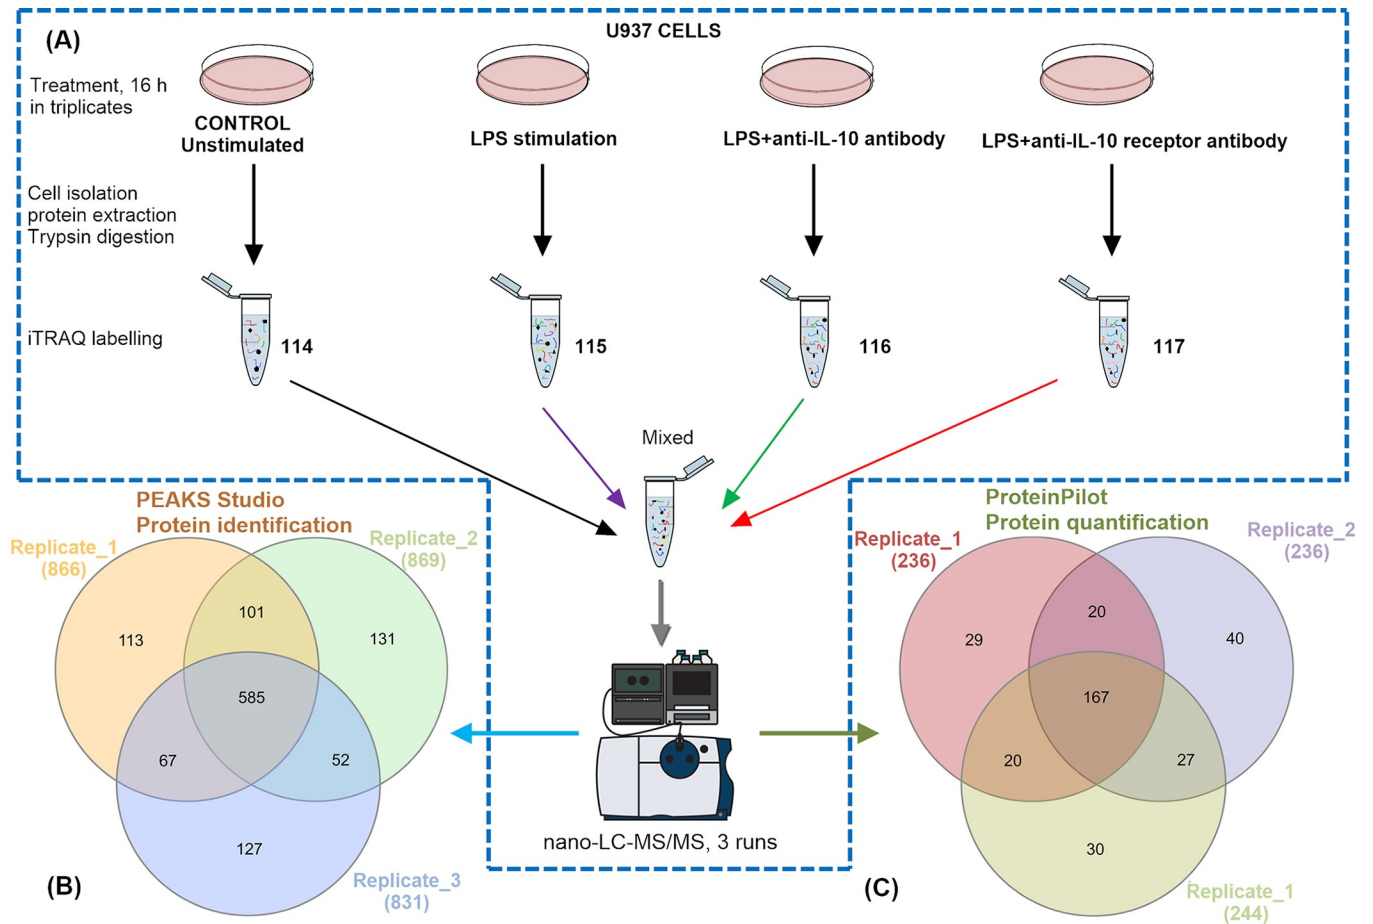 (A)
U937 CELLS
Treatment, 16 h
in triplicates
CONTROL
Unstimulated
LPS stimulation
LPS+anti-IL-10 antibody
LPS+anti-IL-10 receptor antibody
Cell isolation
protein extraction
Trypsin digestion
iTRAQ labelling
114
115
116
117
Mixed
nano-LC-MS/MS, 3 runs
PEAKS Studio
Protein identification
Replicate_1
(866)
Replicate_2
(869)
101
113
131
585
67
52
127
(B)
Replicate_3
(831)
ProteinPilot
Protein quantification
Replicate_1
(236)
Replicate_2
(236)
20
29
40
167
20
27
30
(C)
Replicate_1
(244)